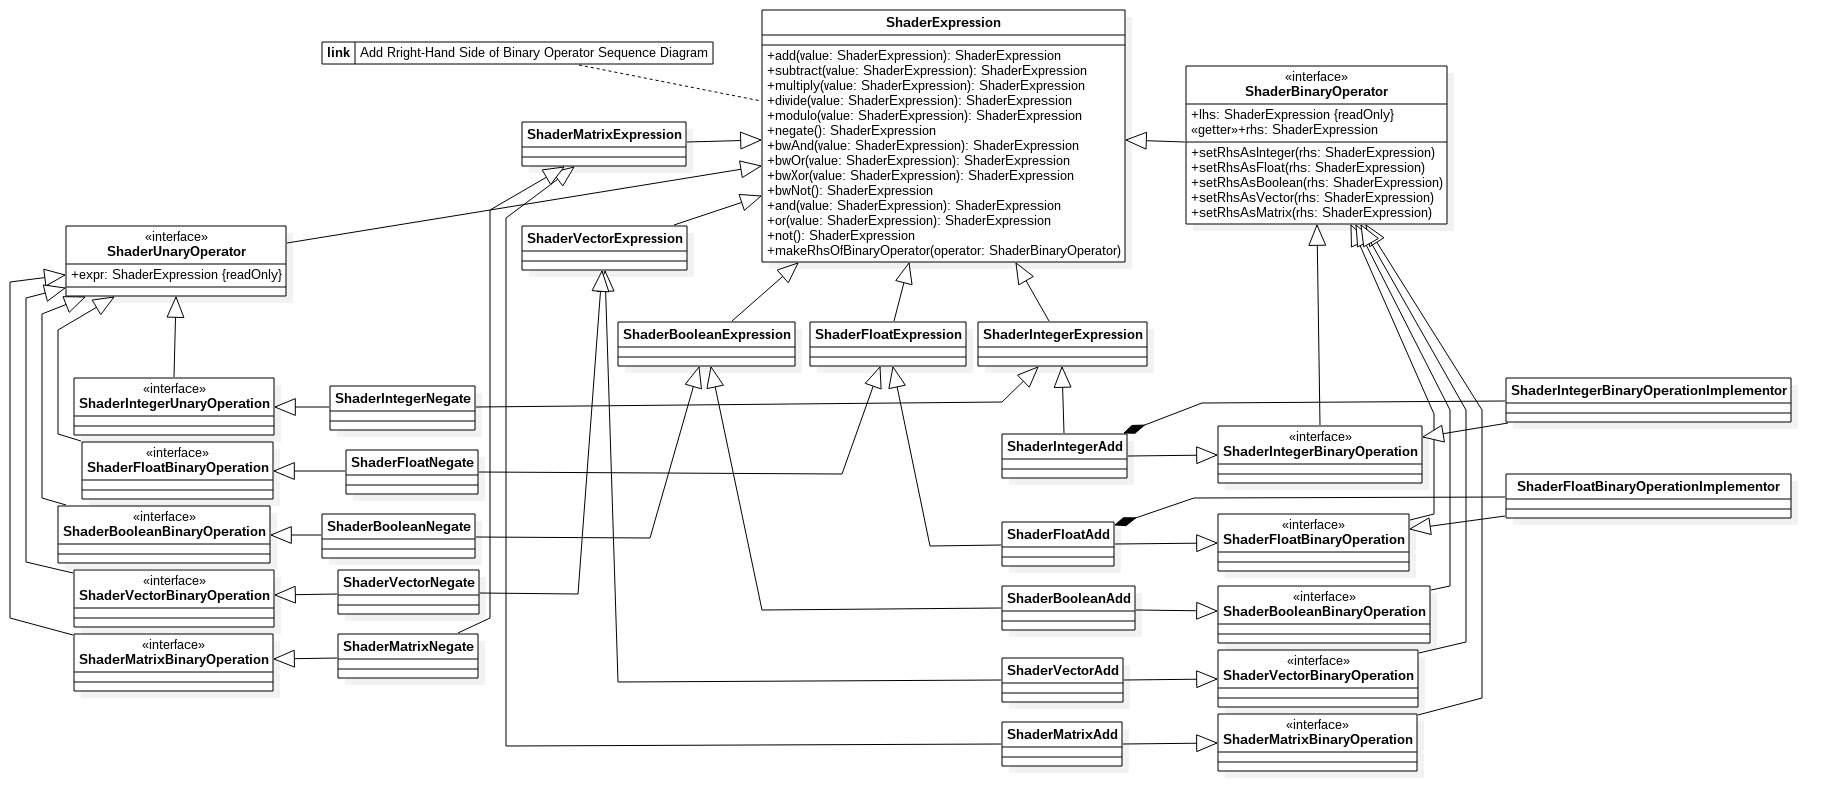 ShaderExpression
+add(value: ShaderExpression): ShaderExpression
+subtract(value: ShaderExpression): ShaderExpression
+multiply(value: ShaderExpression): ShaderExpression
+divide(value: ShaderExpression): ShaderExpression
+modulo(value: ShaderExpression): ShaderExpression
+negate(): ShaderExpression
+bwAnd(value: ShaderExpression): ShaderExpression
+bwOr(value: ShaderExpression): ShaderExpression
+bwXor(value: ShaderExpression): ShaderExpression
+bwNot(): ShaderExpression
+and(value: ShaderExpression): ShaderExpression
+or(value: ShaderExpression): ShaderExpression
+not(): ShaderExpression
+makeRhsOfBinaryOperator(operator: ShaderBinaryOperator)
link Add Rright-Hand Side of Binary Operator Sequence Diagram
«interface»
ShaderBinaryOperator
+lhs: ShaderExpression {readOnly}
«getter»+rhs: ShaderExpression
+setRhsAsInteger(rhs: ShaderExpression)
+setRhsAsFloat(rhs: ShaderExpression)
+setRhsAsBoolean(rhs: ShaderExpression)
+setRhsAsVector(rhs: ShaderExpression)
+setRhsAsMatrix(rhs: ShaderExpression)
ShaderMatrixExpression
ShaderVectorExpression
«interface»
ShaderUnaryOperator
+expr: ShaderExpression {readOnly}
ShaderBooleanExpression
ShaderFloatExpression
ShaderIntegerExpression
«interface»
ShaderIntegerUnaryOperation
ShaderIntegerNegate
«interface»
ShaderFloatBinaryOperation
ShaderFloatNegate
«interface»
ShaderBooleanBinaryOperation
ShaderBooleanNegate
«interface»
ShaderVectorBinaryOperation
ShaderVectorNegate
«interface»
ShaderMatrixBinaryOperation
ShaderMatrixNegate
ShaderIntegerBinaryOperationImplementor
ShaderIntegerAdd
«interface»
ShaderIntegerBinaryOperation
ShaderFloatBinaryOperationImplementor
ShaderFloatAdd
«interface»
ShaderFloatBinaryOperation
ShaderBooleanAdd
«interface»
ShaderBooleanBinaryOperation
ShaderVectorAdd
«interface»
ShaderVectorBinaryOperation
ShaderMatrixAdd
«interface»
ShaderMatrixBinaryOperation